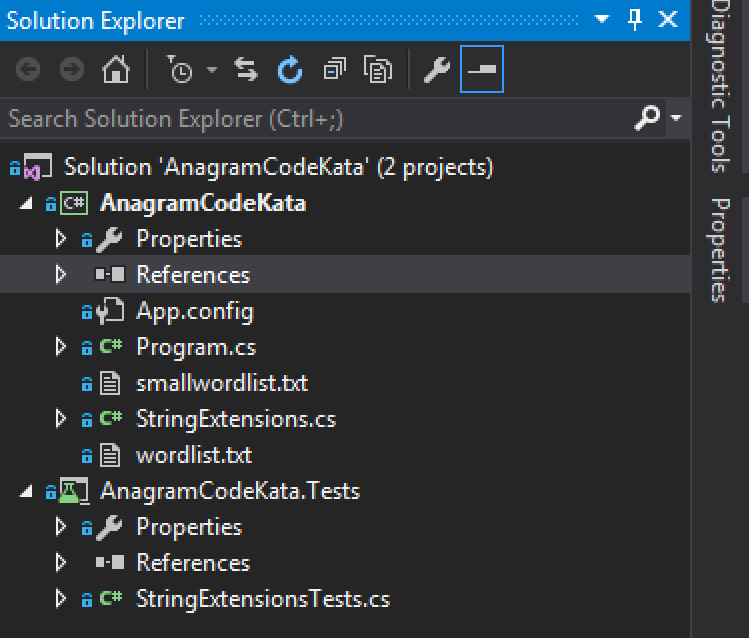 Solution Explorer
Search Solution Explorer (Ctrl+;)
Solution 'AnagramCodeKata' (2 projects)
C# AnagramCodeKata
Properties
References
App.config
C# Program.cs
smallwordlist.txt
C# StringExtensions.cs
wordlist.txt
AnagramCodeKata.Tests
Properties
References
C# StringExtensionsTests.cs
Diagnostic Tools
Properties